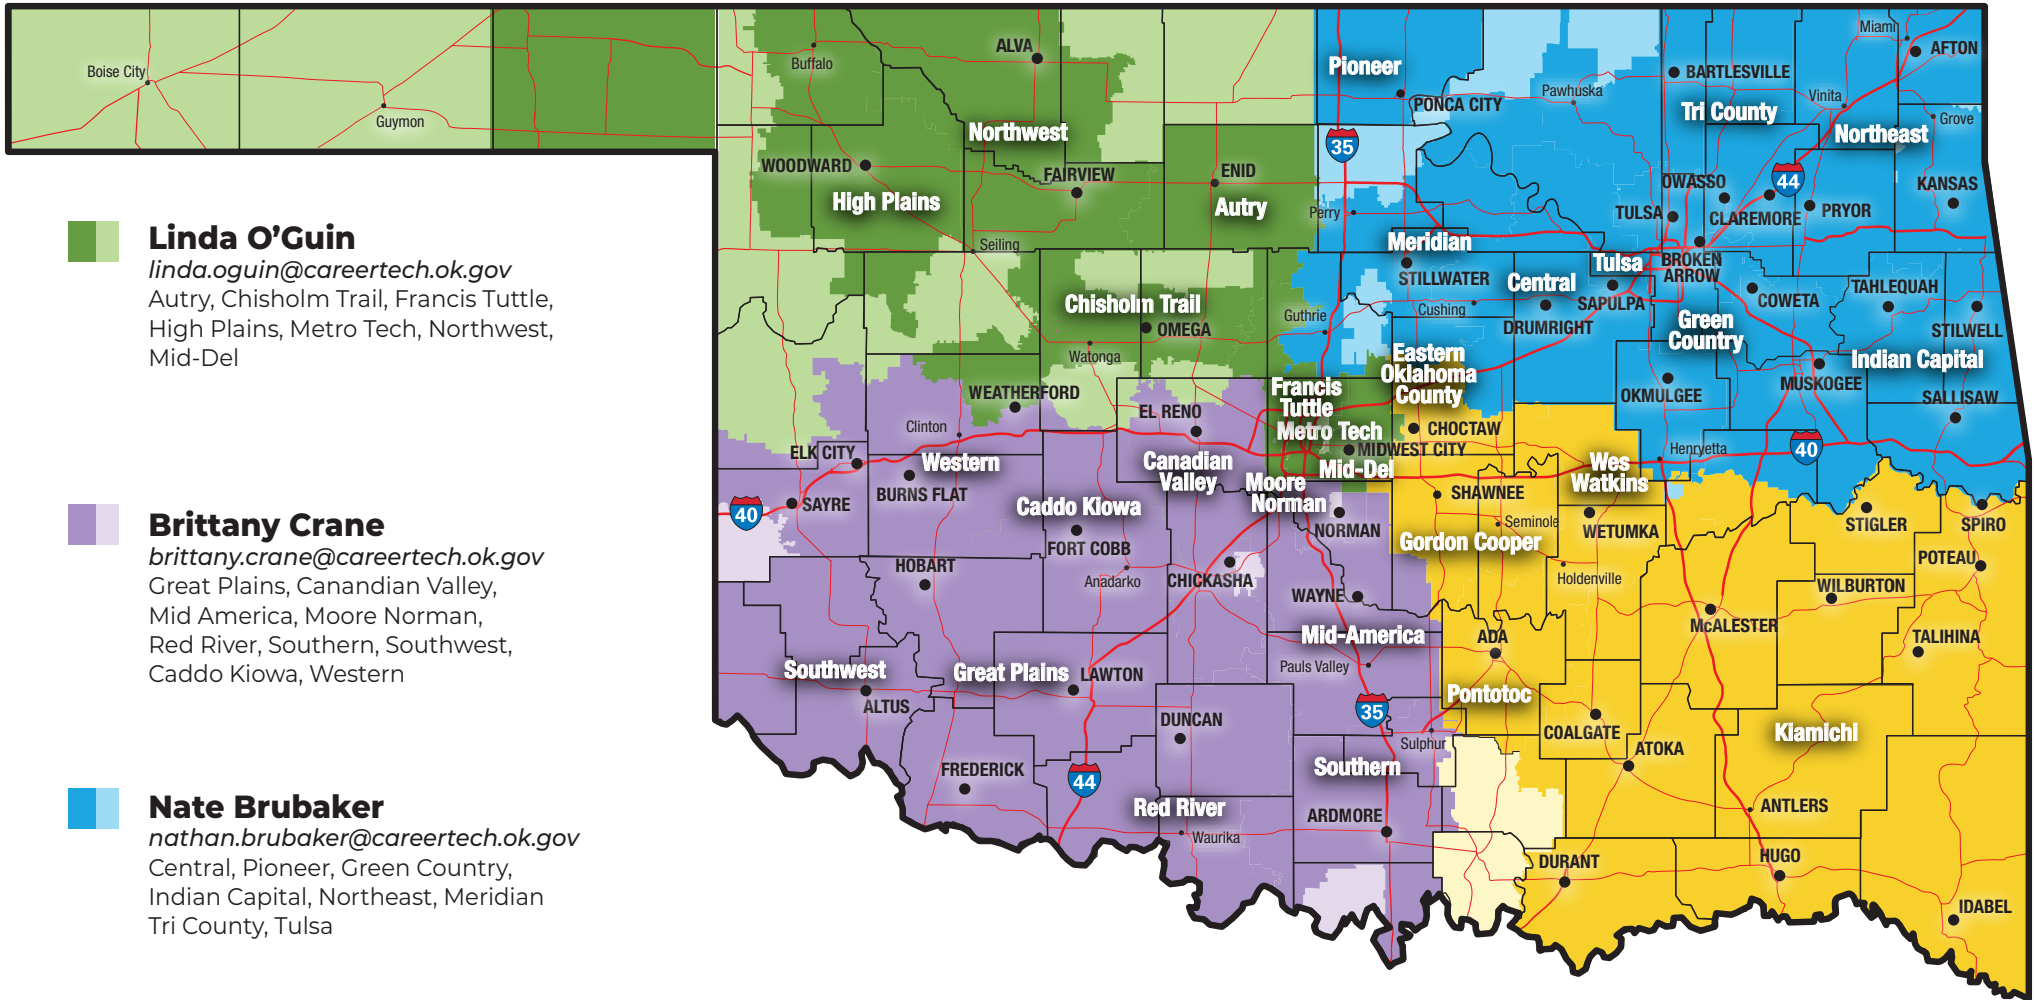 Boise City
Guymon
Buffalo
ALVA
Northwest
WOODWARD
High Plains
FAIRVIEW
ENID
Autry
Seiling
Pioneer
PONCA CITY
35
Perry
Pawhuska
BARTLESVILLE
Tri County
Miami
AFTON
Vinita
Grove
Northeast
44
OWASSO
KANSAS
TULSA
CLAREMORE
PRYOR
Meridian
STILLWATER
Central
Tulsa
BROKEN
ARROW
SAPULPA
Cushing
DRUMRIGHT
COWETA
TAHLEQUAH
STILWELL
Green
Country
Indian Capital
MUSKOGEE
OKMULGEE
SALLISAW
Henryetta
40
Chisholm Trail
OMEGA
Watonga
Guthrie
Eastern
Oklahoma
County
Francis
Tuttle
Metro Tech
MIDWEST CITY
Mid-Del
CHOCTAW
WEATHERFORD
EL RENO
Clinton
ELK CITY
Western
BURNS FLAT
SAYRE
40
Canadian
Valley
Moore
Norman
NORMAN
Caddo Kiowa
FORT COBB
Anadarko
CHICKASHA
HOBART
WAYNE
Mid-America
Pauls Valley
SHAWNEE
Seminole
Gordon Cooper
Wes
Watkins
WETUMKA
Holdenville
STIGLER
SPIRO
POTEAU
WILBURTON
McALESTER
TALIHINA
ADA
Pontotoc
COALGATE
ATOKA
Kiamichi
ANTLERS
HUGO
DURANT
IDABEL
Southwest
ALTUS
Great Plains
LAWTON
DUNCAN
FREDERICK
44
Red River
Waurika
35
Sulphur
Southern
ARDMORE
Linda O’Guin
linda.oguin@careertech.ok.gov
Autry, Chisholm Trail, Francis Tuttle,
High Plains, Metro Tech, Northwest,
Mid-Del
Brittany Crane
brittany.crane@careertech.ok.gov
Great Plains, Canandian Valley,
Mid America, Moore Norman,
Red River, Southern, Southwest,
Caddo Kiowa, Western
Nate Brubaker
nathan.brubaker@careertech.ok.gov
Central, Pioneer, Green Country,
Indian Capital, Northeast, Meridian
Tri County, Tulsa